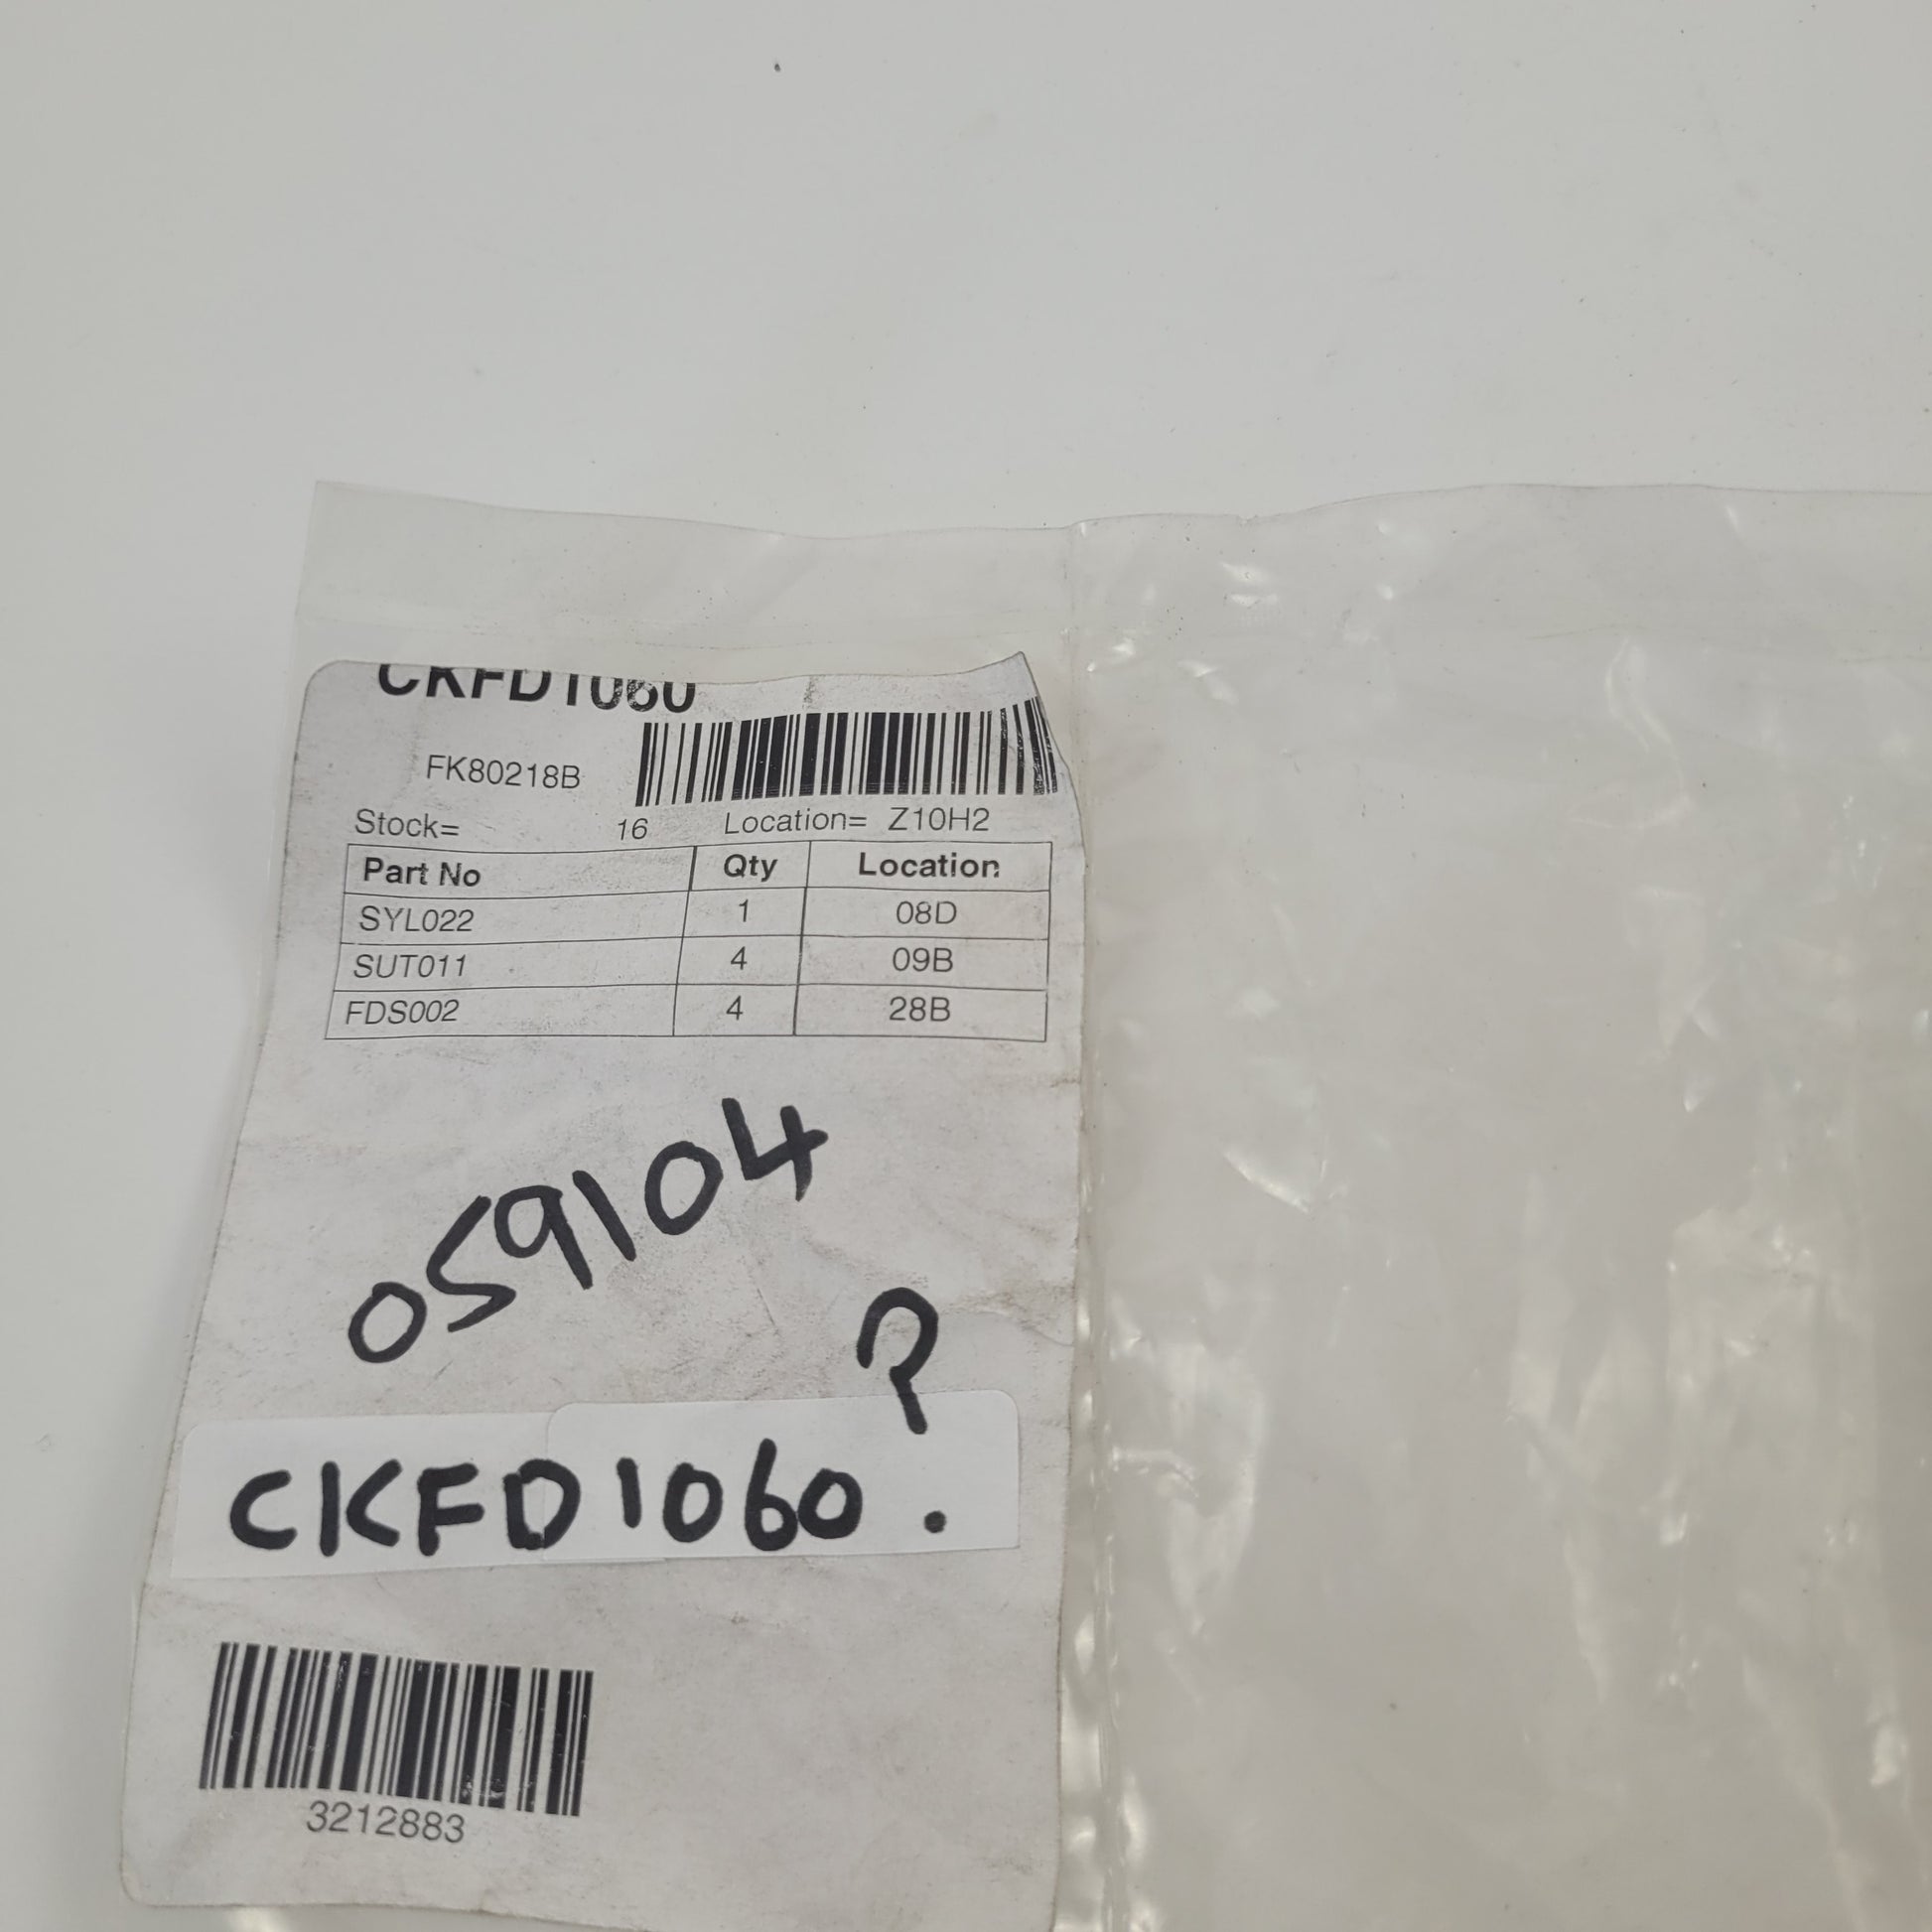 CKFD1060
FK80218B
Stock= 16 Location= Z10H2
Part No Qty Location
SYL022 1 08D
SUT011 4 09B
FDS002 4 28B
059104
?
CKFD1060.
3212883